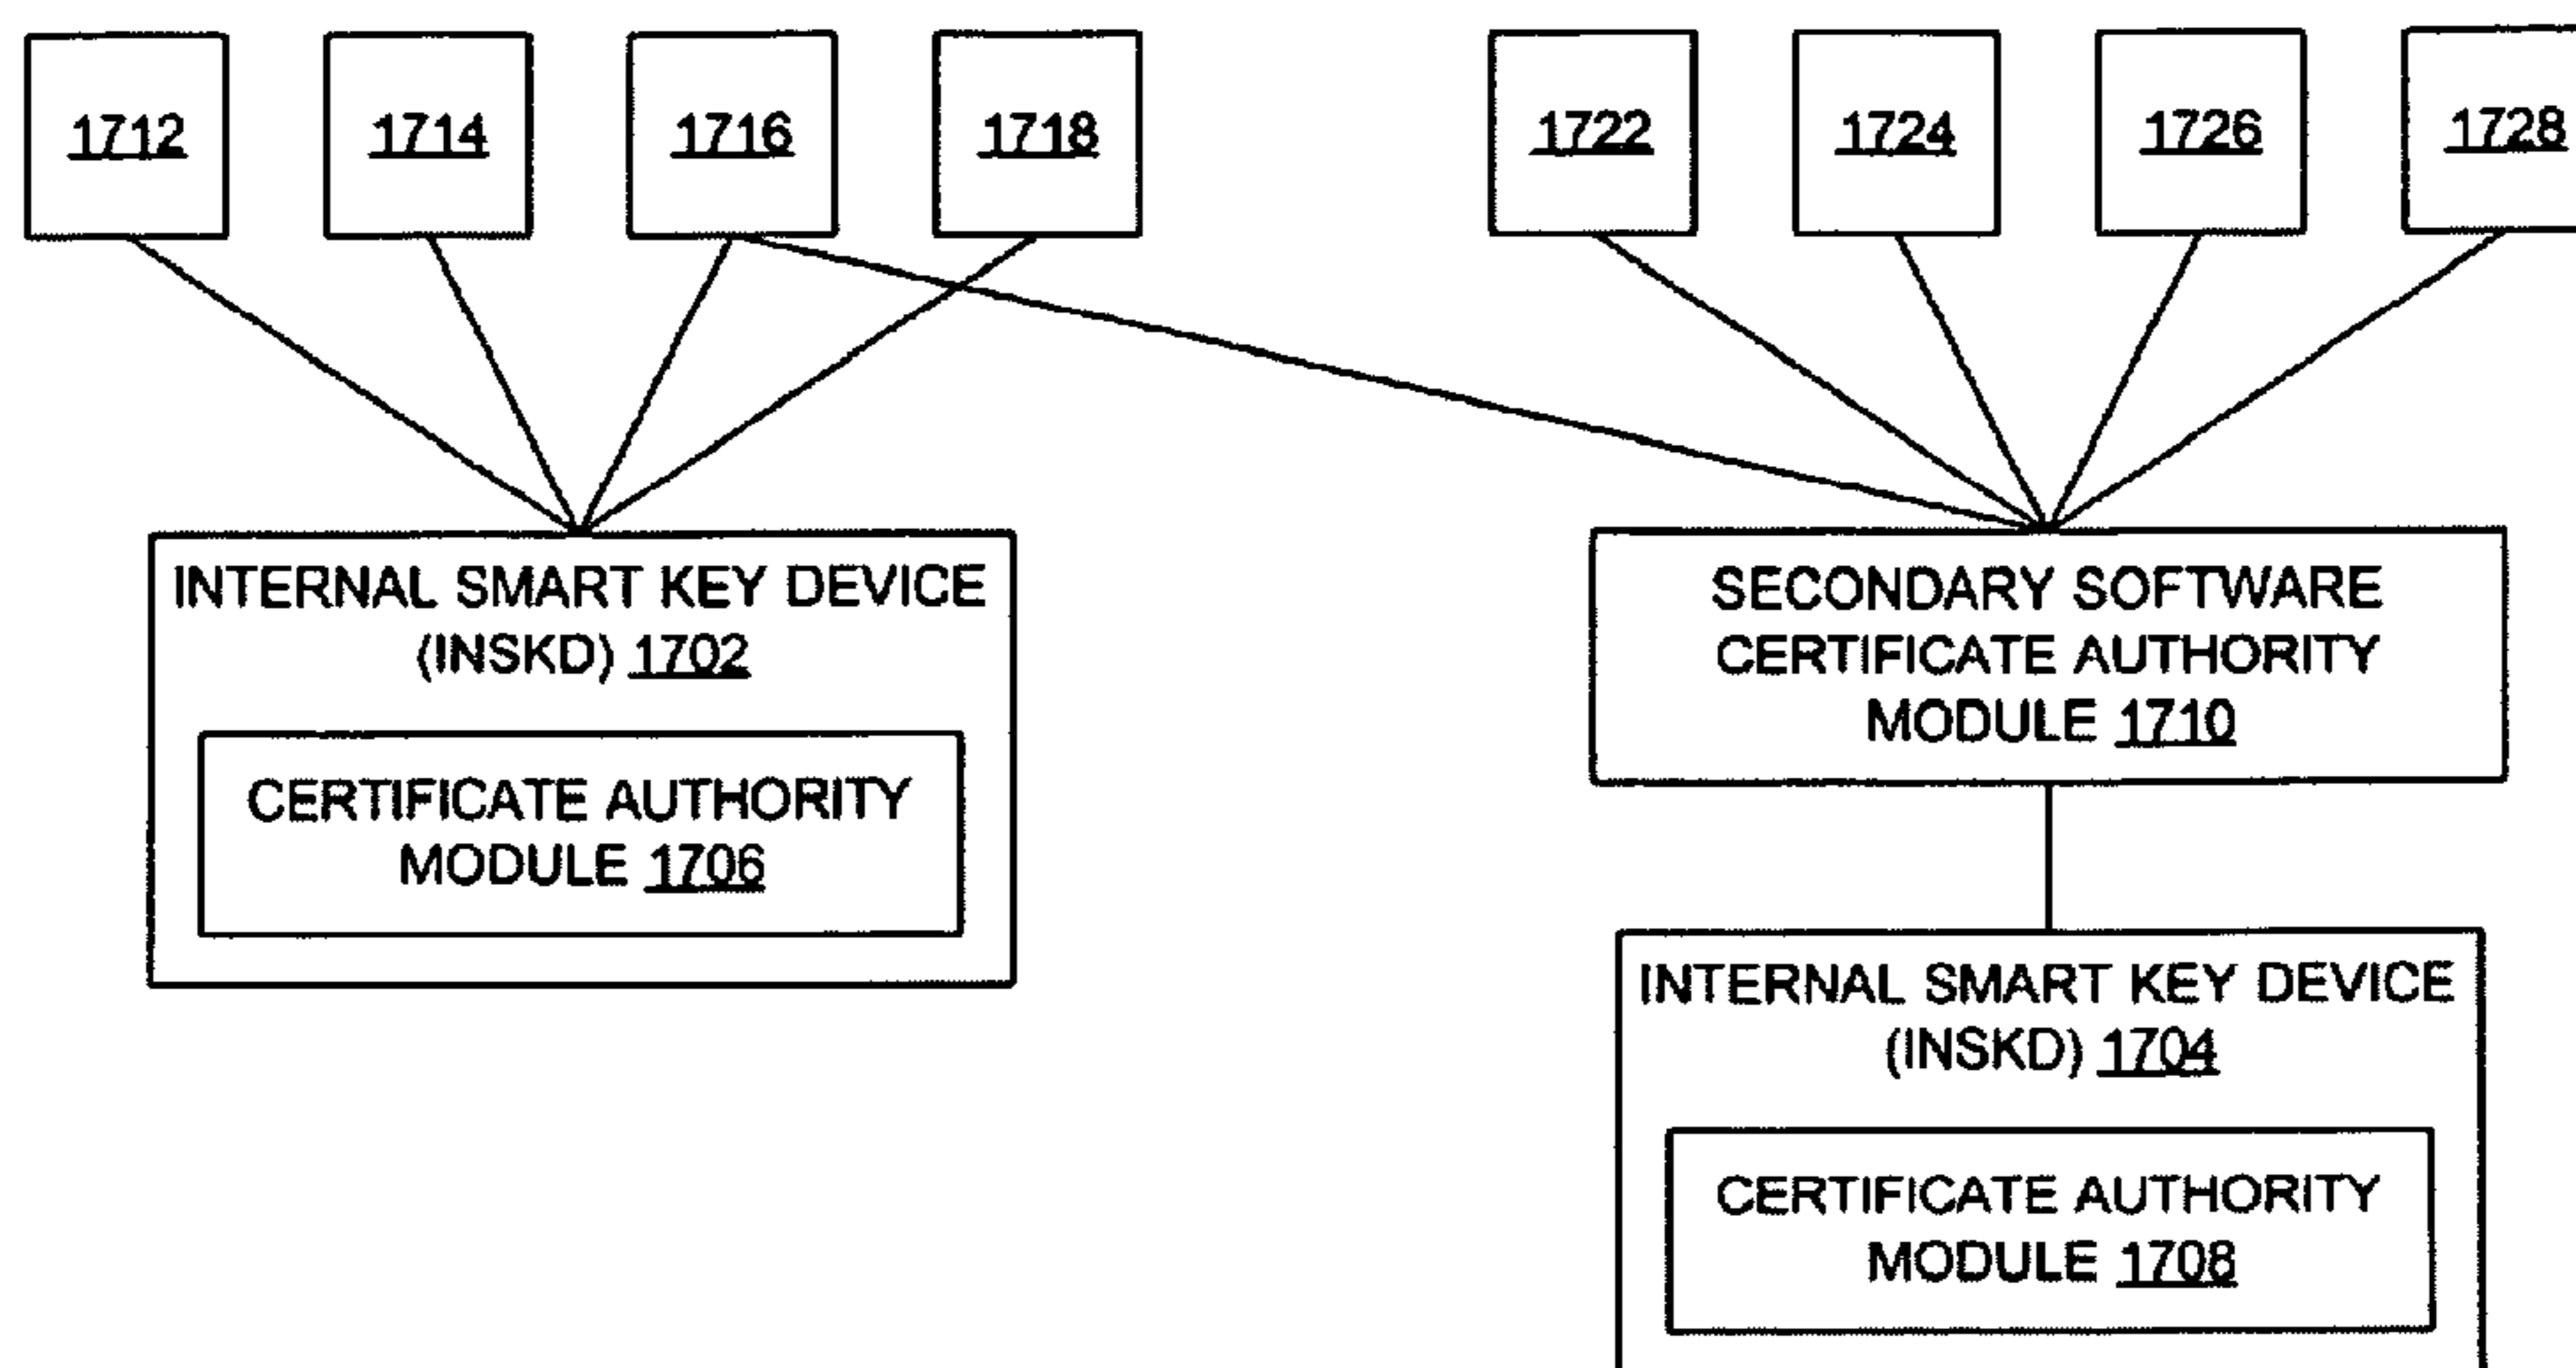 1712
1714
1716
1718
1722
1724
1726
1728
INTERNAL SMART KEY DEVICE
(INSKD) 1702
CERTIFICATE AUTHORITY
MODULE 1706
SECONDARY SOFTWARE
CERTIFICATE AUTHORITY
MODULE 1710
INTERNAL SMART KEY DEVICE
(INSKD) 1704
CERTIFICATE AUTHORITY
MODULE 1708